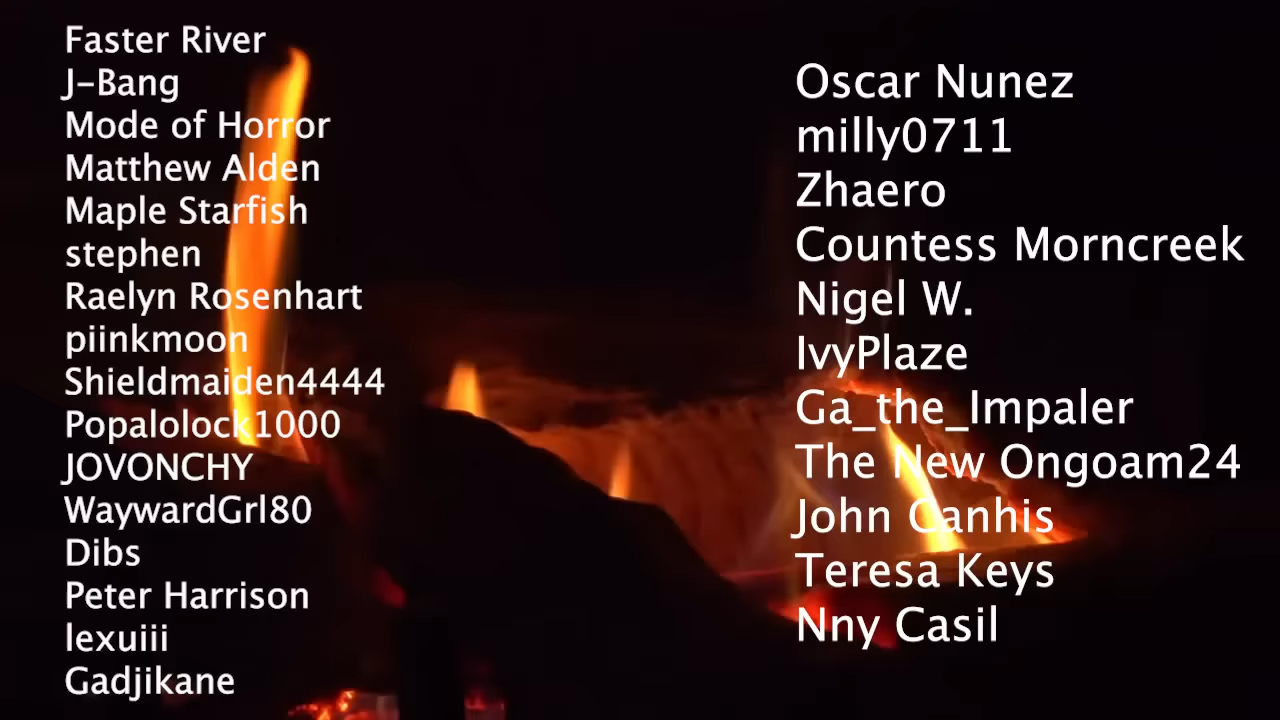 Faster River
J-Bang
Mode of Horror
Matthew Alden
Maple Starfish
stephen
Raelyn Rosenhart
piinkmoon
Shieldmaiden4444
Popalolock1000
JOVONCHY
WaywardGrl80
Dibs
Peter Harrison
lexuiii
Gadjikane
Oscar Nunez
milly0711
Zhaero
Countess Morncreek
Nigel W.
IvyPlaze
Ga_the_Impaler
The New Ongoam24
John Canhis
Teresa Keys
Nny Casil